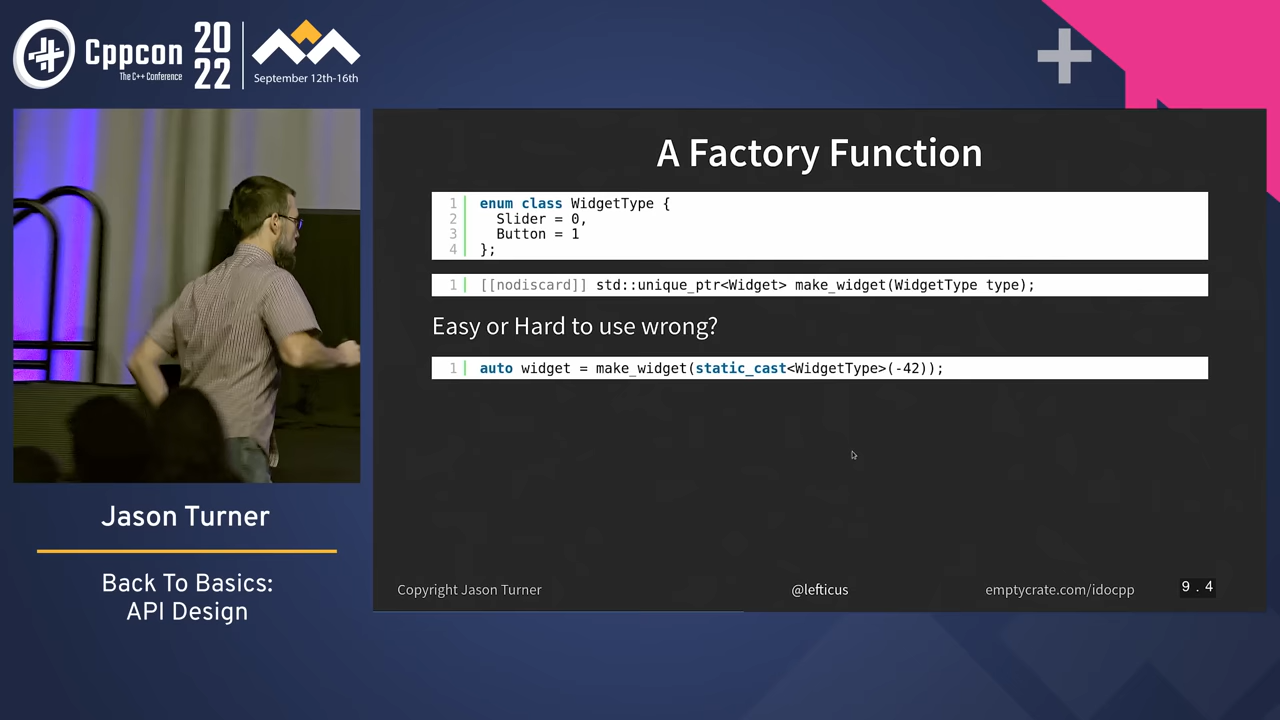 Cppcon
The C++ Conference
20
22
September 12th-16th
A Factory Function
1 enum class WidgetType {
2   Slider = 0,
3   Button = 1
4 };
1 [[nodiscard]] std::unique_ptr<Widget> make_widget(WidgetType type);
Easy or Hard to use wrong?
1 auto widget = make_widget(static_cast<WidgetType>(-42));
Copyright Jason Turner
@lefticus
emptycrate.com/idocpp
9 . 4
Jason Turner
Back To Basics:
API Design